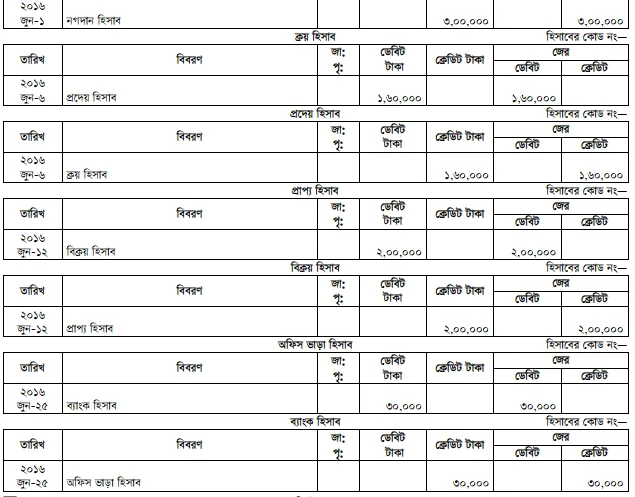 ২০১৬
জুন-১ নগদান হিসাব ৩,০০,০০০ ৩,০০,০০০
ক্রয় হিসাব হিসাবের কোড নং—
তারিখ বিবরণ জা: পৃ: ডেবিট টাকা ক্রেডিট টাকা জের
ডেবিট ক্রেডিট
২০১৬
জুন-৬ প্রদেয় হিসাব ১,৬০,০০০ ১,৬০,০০০
প্রদেয় হিসাব হিসাবের কোড নং—
তারিখ বিবরণ জা: পৃ: ডেবিট টাকা ক্রেডিট টাকা জের
ডেবিট ক্রেডিট
২০১৬
জুন-৬ ক্রয় হিসাব ১,৬০,০০০ ১,৬০,০০০
প্রাপ্য হিসাব হিসাবের কোড নং—
তারিখ বিবরণ জা: পৃ: ডেবিট টাকা ক্রেডিট টাকা জের
ডেবিট ক্রেডিট
২০১৬
জুন-১২ বিক্রয় হিসাব ২,০০,০০০ ২,০০,০০০
বিক্রয় হিসাব হিসাবের কোড নং—
তারিখ বিবরণ জা: পৃ: ডেবিট টাকা ক্রেডিট টাকা জের
ডেবিট ক্রেডিট
২০১৬
জুন-১২ প্রাপ্য হিসাব ২,০০,০০০ ২,০০,০০০
অফিস ভাড়া হিসাব হিসাবের কোড নং—
তারিখ বিবরণ জা: পৃ: ডেবিট টাকা ক্রেডিট টাকা জের
ডেবিট ক্রেডিট
২০১৬
জুন-২৫ ব্যাংক হিসাব ৩০,০০০ ৩০,০০০
ব্যাংক হিসাব হিসাবের কোড নং—
তারিখ বিবরণ জা: পৃ: ডেবিট টাকা ক্রেডিট টাকা জের
ডেবিট ক্রেডিট
২০১৬
জুন-২৫ অফিস ভাড়া হিসাব ৩০,০০০ ৩০,০০০